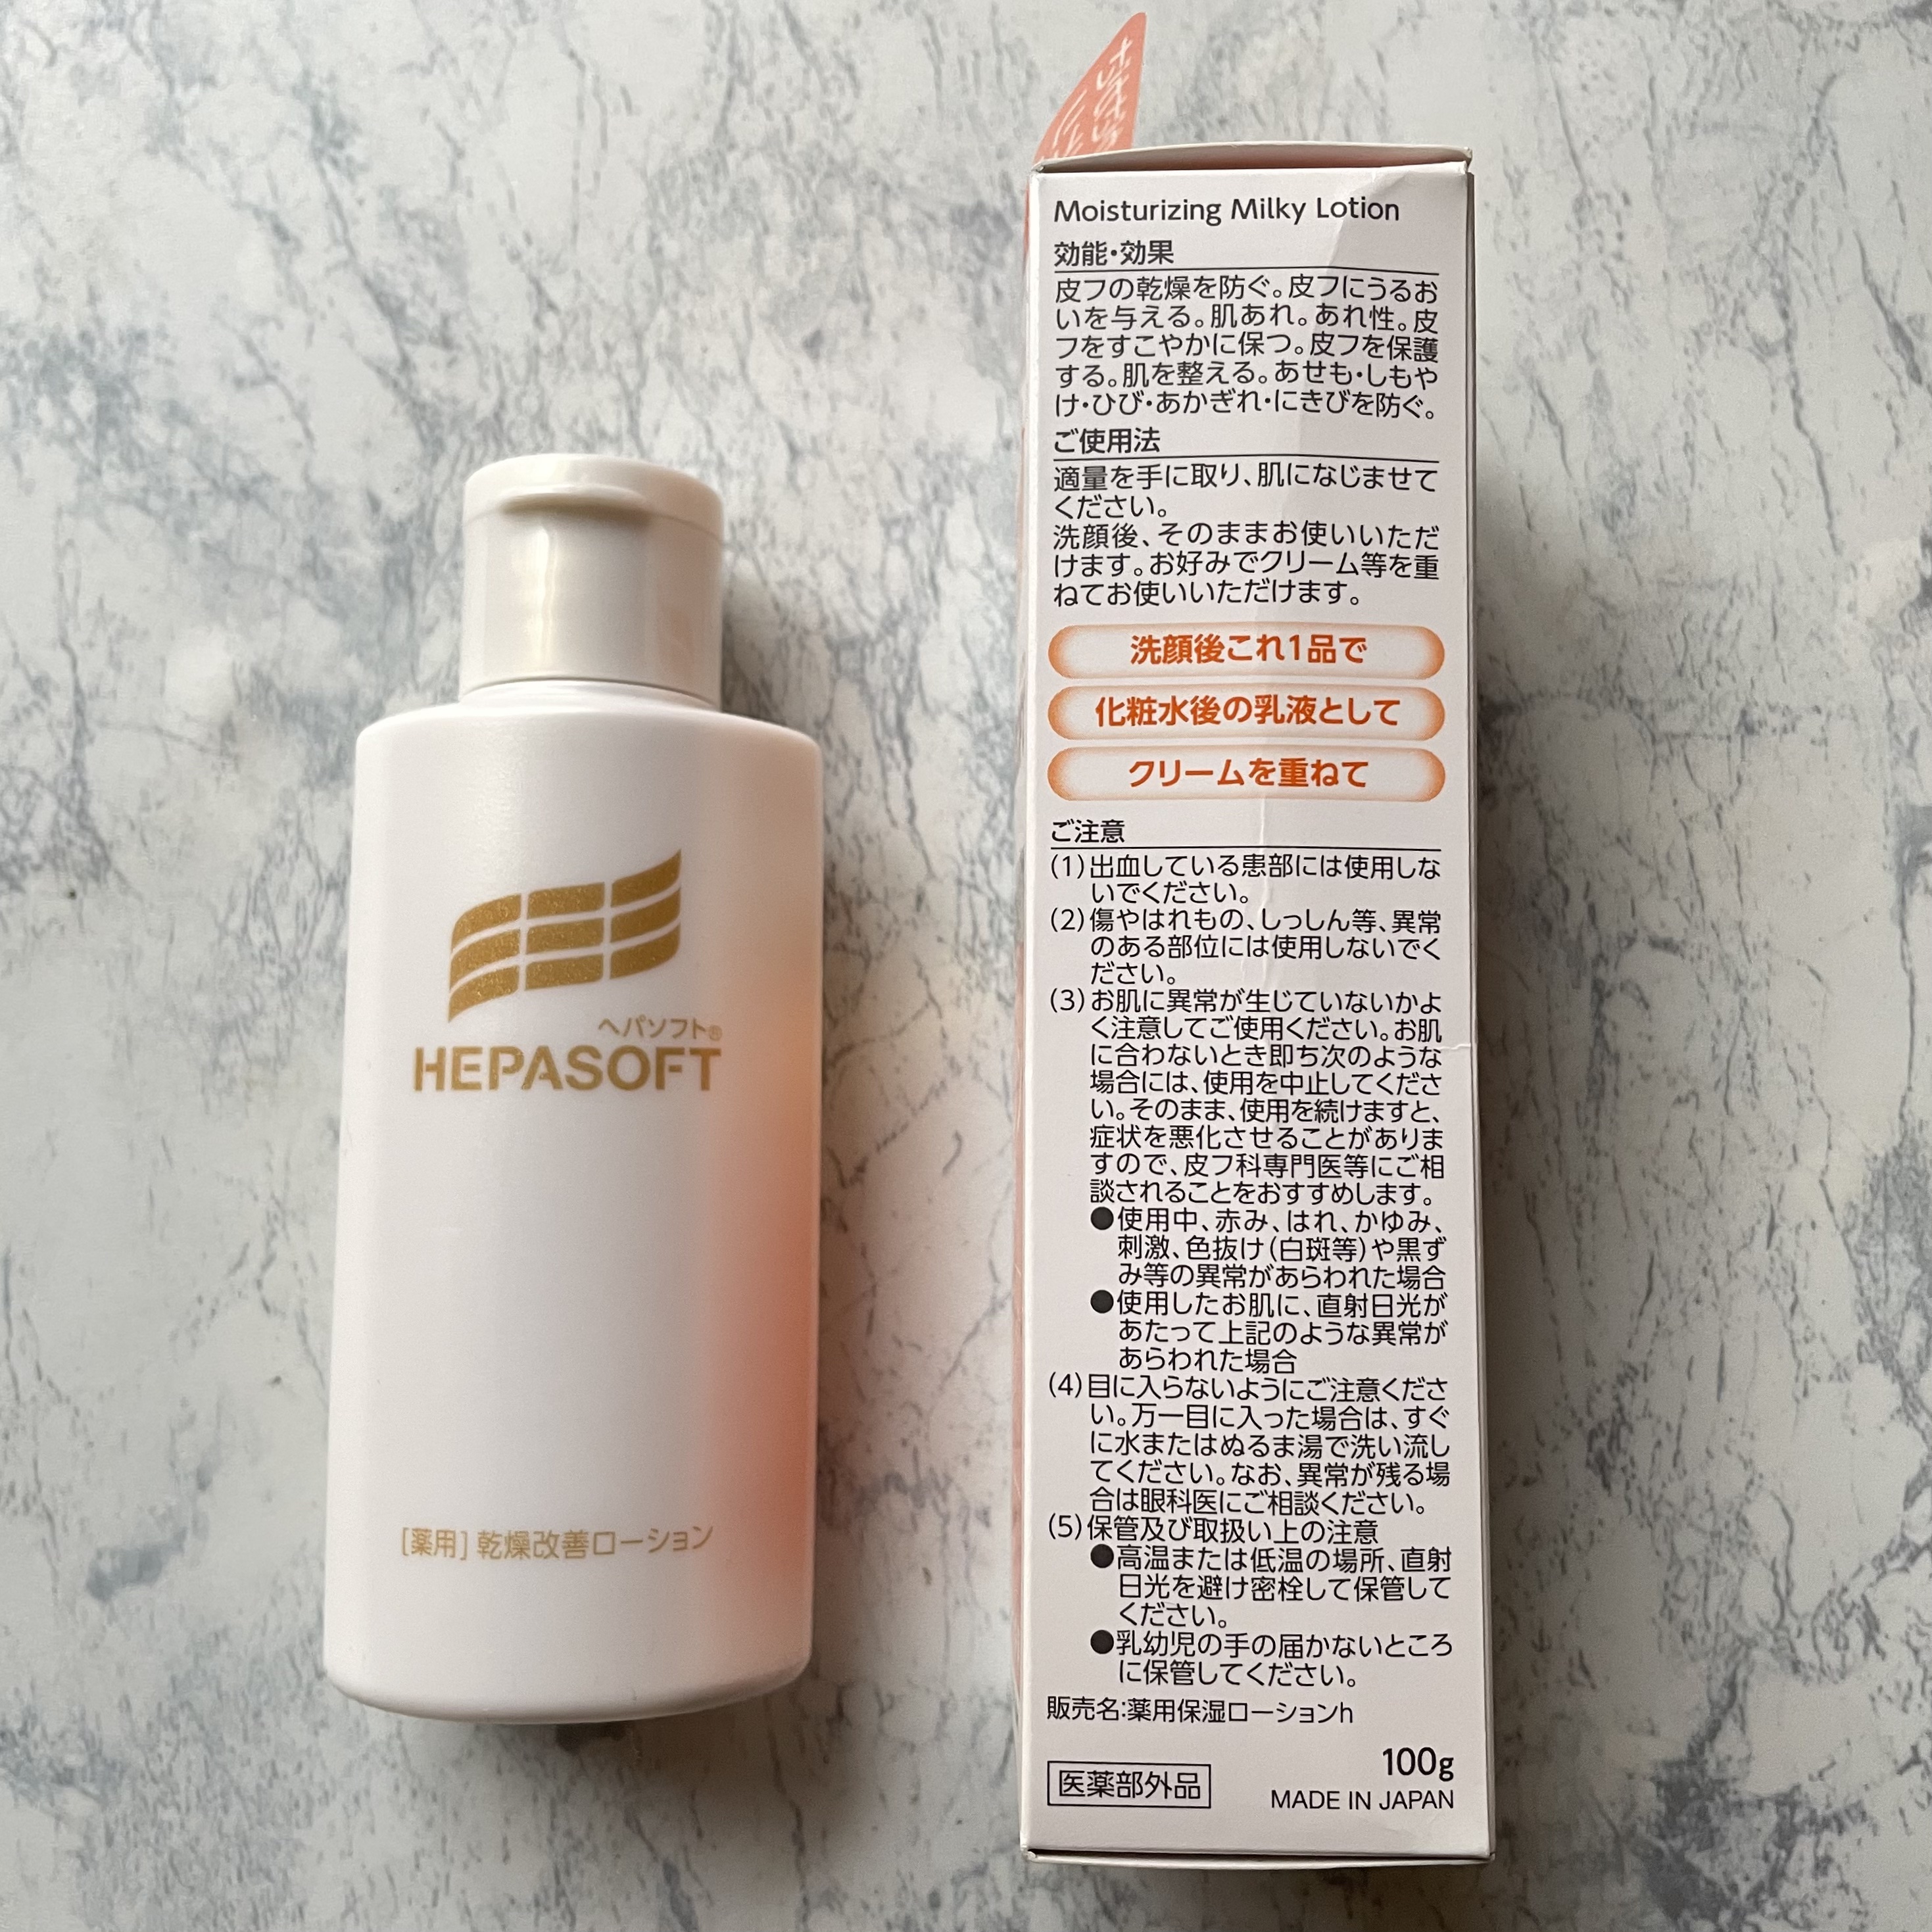 ヘパソフト®
HEPASOFT
[薬用] 乾燥改善ローション
Moisturizing Milky Lotion
効能・効果
皮フの乾燥を防ぐ。皮フにうるお
いを与える。肌あれ。あれ性。皮
フをすこやかに保つ。皮フを保護
する。肌を整える。あせも・しもや
け・ひび・あかぎれ・にきびを防ぐ。
ご使用法
適量を手に取り、肌になじませて
ください。
洗顔後、そのままお使いいただ
けます。お好みでクリーム等を重
ねてお使いいただけます。
洗顔後これ1品で
化粧水後の乳液として
クリームを重ねて
ご注意
(1)出血している患部には使用しな
いでください。
(2)傷やはれもの、しっしん等、異常
のある部位には使用しないでく
ださい。
(3)お肌に異常が生じていないかよ
く注意してご使用ください。お肌
に合わないとき即ち次のような
場合には、使用を中止してくださ
い。そのまま、使用を続けますと、
症状を悪化させることがありま
すので、皮フ科専門医等にご相
談されることをおすすめします。
●使用中、赤み、はれ、かゆみ、
刺激、色抜け(白斑等)や黒ず
み等の異常があらわれた場合
●使用したお肌に、直射日光が
あたって上記のような異常が
あらわれた場合
(4)目に入らないようにご注意くださ
い。万一目に入った場合は、すぐ
に水またはぬるま湯で洗い流し
てください。なお、異常が残る場
合は眼科医にご相談ください。
(5)保管及び取扱い上の注意
●高温または低温の場所、直射
日光を避け密栓して保管して
ください。
●乳幼児の手の届かないところ
に保管してください。
販売名:薬用保湿ローションh
100g
医薬部外品
MADE IN JAPAN